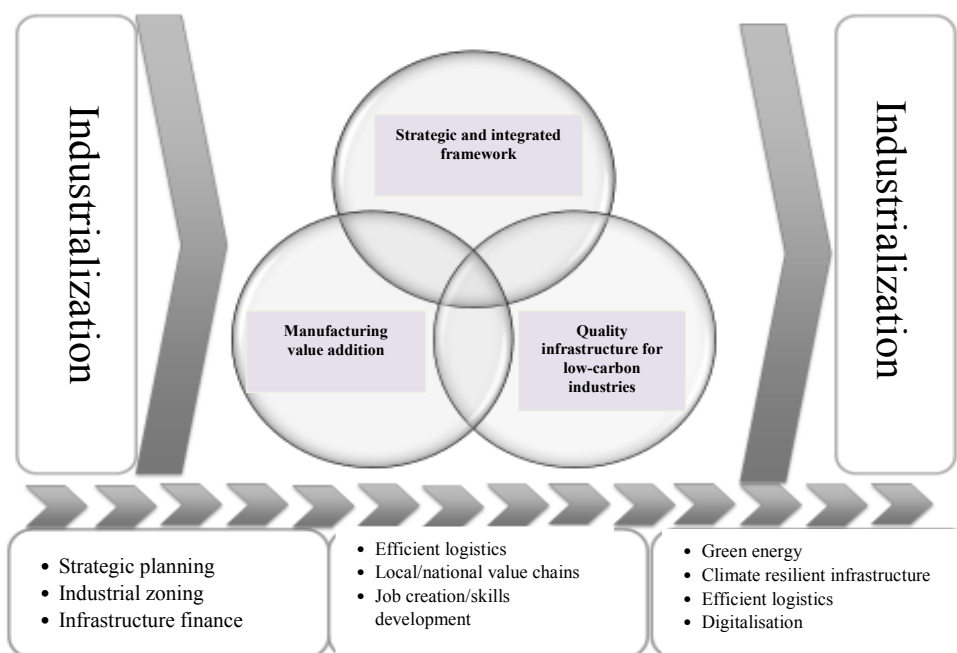 Industrialization
Strategic and integrated
framework
Manufacturing
value addition
Quality
infrastructure for
low-carbon
industries
Industrialization
• Strategic planning
• Industrial zoning
• Infrastructure finance
• Efficient logistics
• Local/national value chains
• Job creation/skills
development
• Green energy
• Climate resilient infrastructure
• Efficient logistics
• Digitalisation